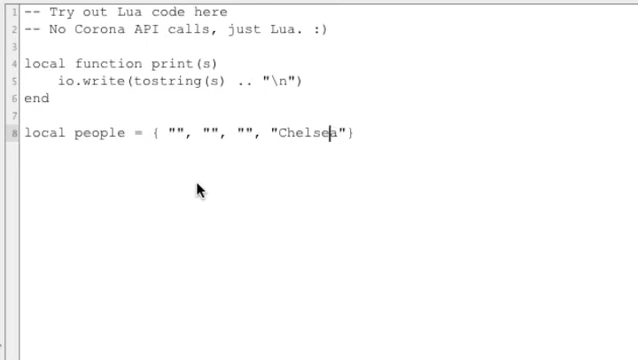 1 -- Try out Lua code here
2 -- No Corona API calls, just Lua. :)
3
4 local function print(s)
5     io.write(tostring(s) .. "\n")
6 end
7
8 local people = { "", "", "", "Chelsea"}